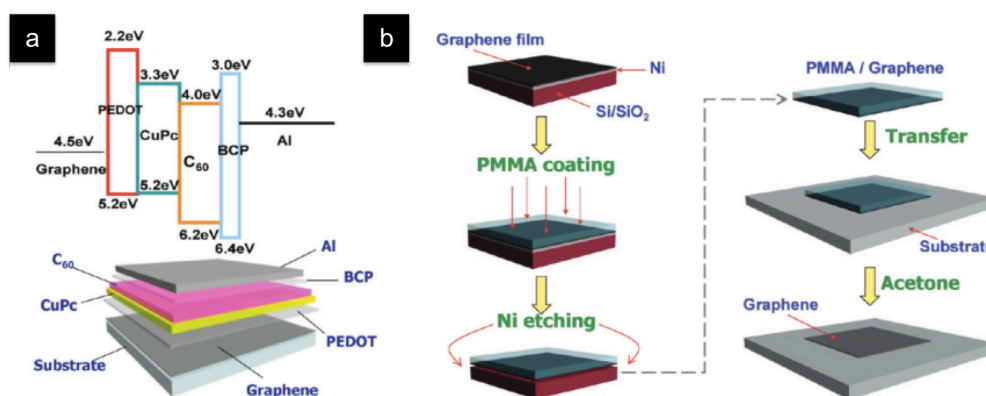 a
2.2eV
3.3eV
3.0eV
4.0eV
PEDOT
4.3eV
4.5eV
CuPc
BCP
Al
Graphene
C60
5.2eV
5.2eV
6.2eV
6.4eV
Al
C60
BCP
CuPc
PEDOT
Substrate
Graphene
b
Graphene film
Ni
Si/SiO2
PMMA coating
Ni etching
PMMA / Graphene
Transfer
Substrate
Acetone
Graphene